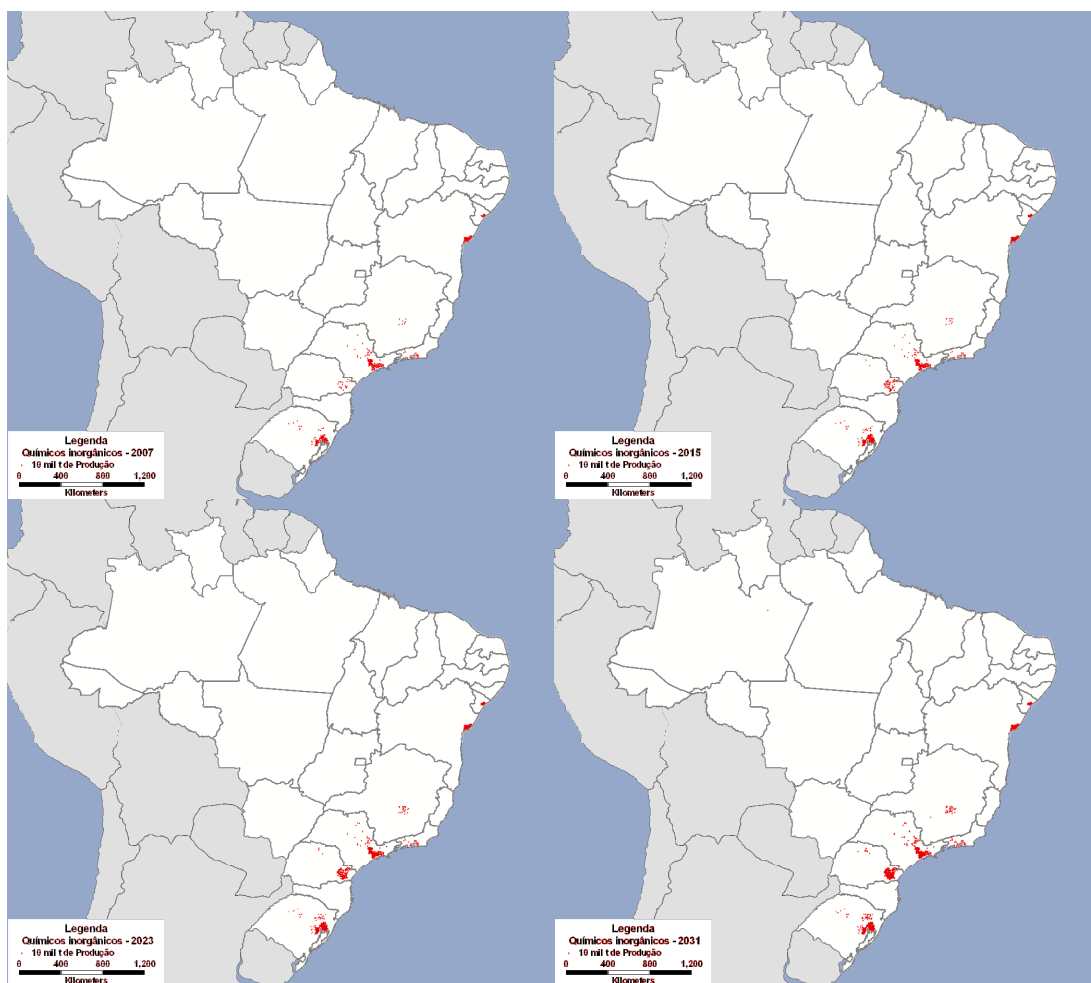 Legenda
Químicos inorgânicos - 2007
10 mil t de Produção
0 400 800 1,200
Kilometers
Legenda
Químicos inorgânicos - 2015
10 mil t de Produção
0 400 800 1,200
Kilometers
Legenda
Químicos inorgânicos - 2023
10 mil t de Produção
0 400 800 1,200
Kilometers
Legenda
Químicos inorgânicos - 2031
10 mil t de Produção
0 400 800 1,200
Kilometers